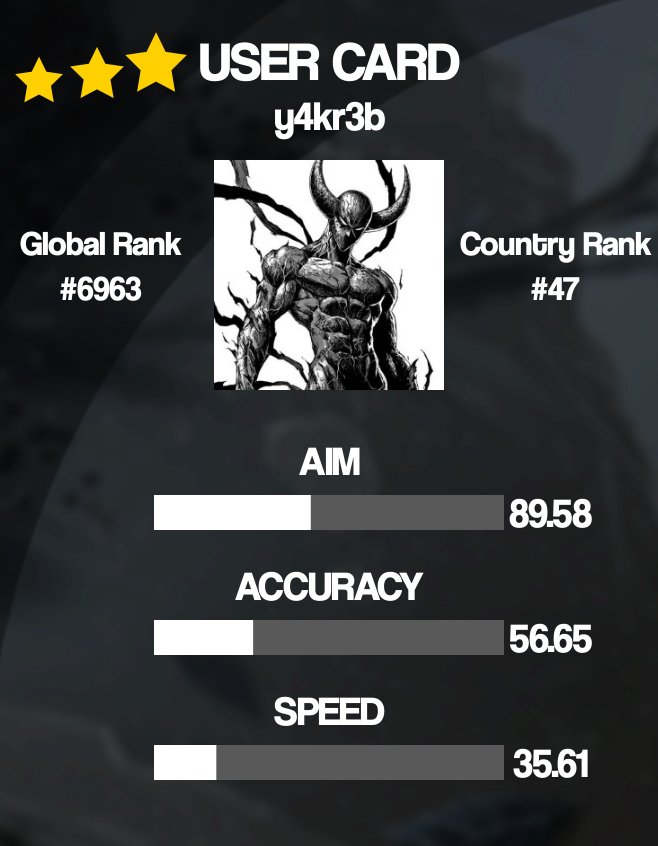 USER CARD
y4kr3b
Global Rank
#6963
Country Rank
#47
AIM
89.58
ACCURACY
56.65
SPEED
35.61